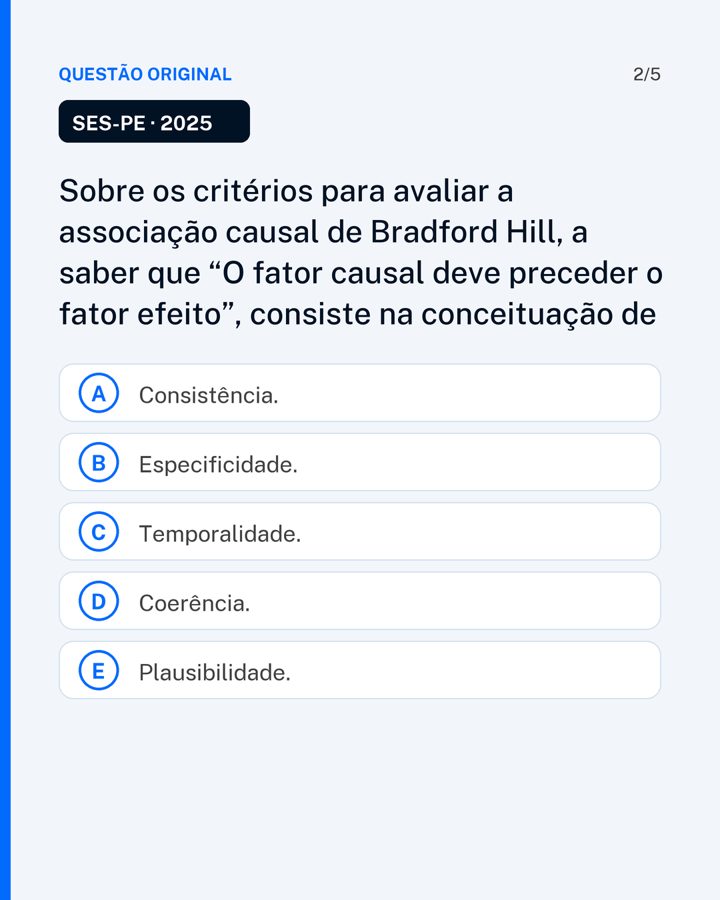 QUESTÃO ORIGINAL
2/5
SES-PE · 2025
Sobre os critérios para avaliar a
associação causal de Bradford Hill, a
saber que “O fator causal deve preceder o
fator efeito”, consiste na conceituação de
A Consistência.
B Especificidade.
C Temporalidade.
D Coerência.
E Plausibilidade.